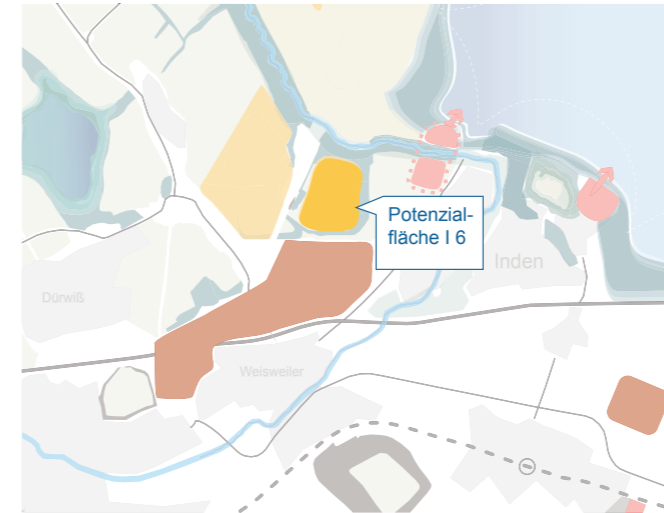 Potenzial-
fläche I 6
Inden
Dürwiß
Weisweiler